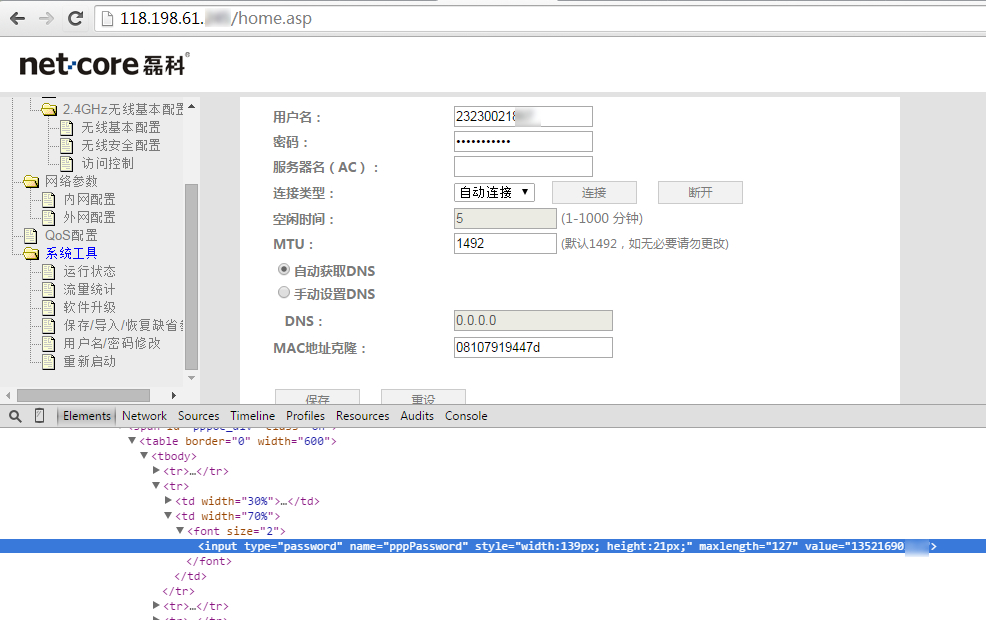 118.198.61. /home.asp
net-core 磊科®
2.4GHz无线基本配置
无线基本配置
无线安全配置
访问控制
网络参数
内网配置
外网配置
QoS配置
系统工具
运行状态
流量统计
软件升级
保存/导入/恢复缺省
用户名/密码修改
重新启动
用户名：
23230021
密码：
•••••••••••
服务器名（AC）：
连接类型：
自动连接 ▼ 连接 断开
空闲时间：
5 (1-1000 分钟)
MTU：
1492 (默认1492，如无必要请勿更改)
自动获取DNS
手动设置DNS
DNS：
0.0.0.0
MAC地址克隆：
08107919447d
保存 重设
Elements Network Sources Timeline Profiles Resources Audits Console
<table border="0" width="600">
<tbody>
<tr>…</tr>
<tr>
<td width="30%">…</td>
<td width="70%">
<font size="2">
<input type="password" name="pppPassword" style="width:139px; height:21px;" maxlength="127" value="13521690 >
</font>
</td>
</tr>
<tr>…</tr>